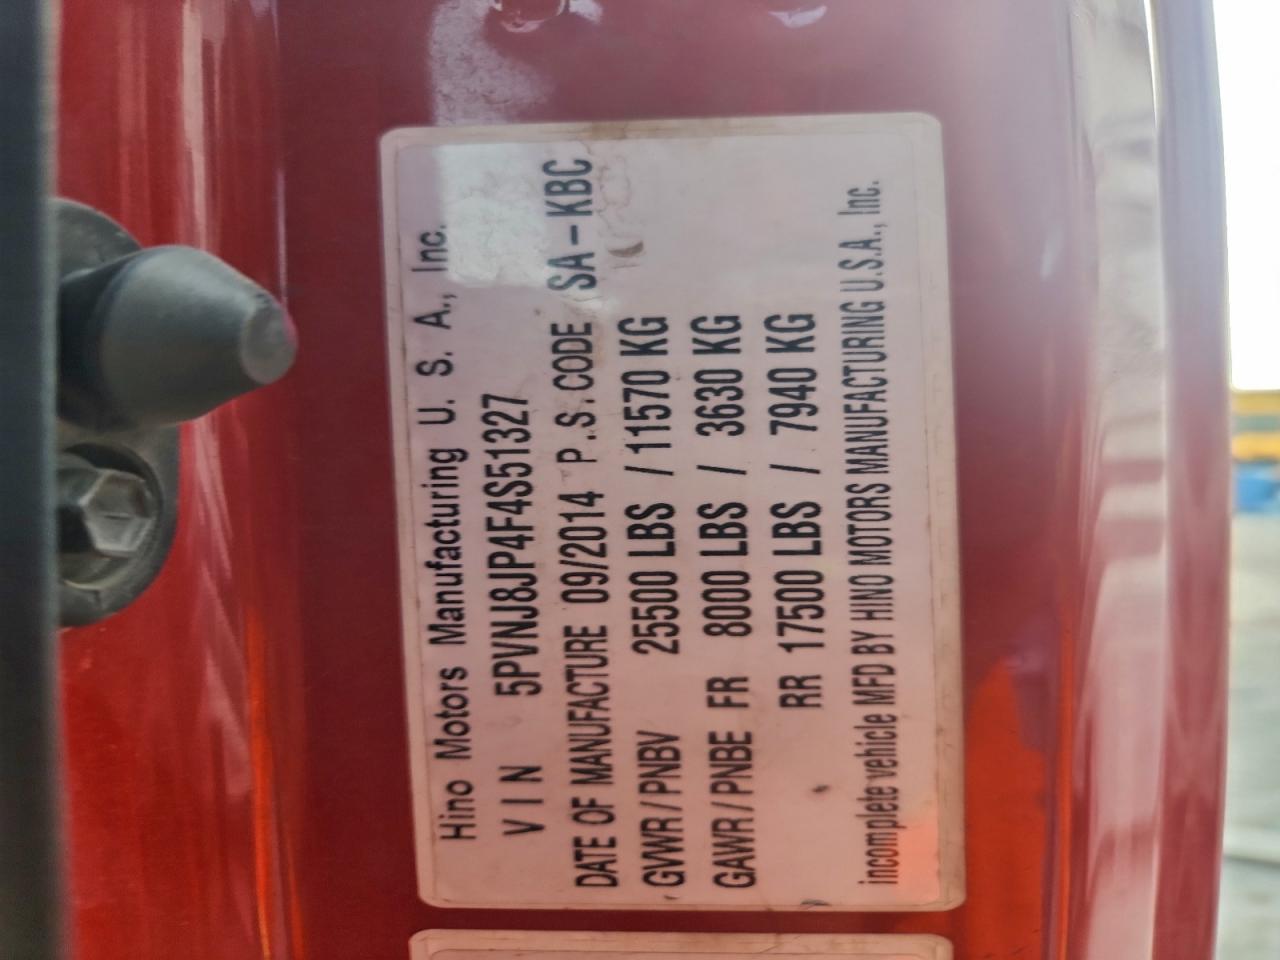 Hino Motors Manufacturing U. S. A., Inc.
VIN 5PVNJ8JP4F4S51327
DATE OF MANUFACTURE 09/2014 P.S.CODE SA-KBC
GVWR/PNBV 25500 LBS / 11570 KG
GAWR/PNBE FR 8000 LBS / 3630 KG
RR 17500 LBS / 7940 KG
incomplete vehicle MFD BY HINO MOTORS MANUFACTURING U.S.A., Inc.